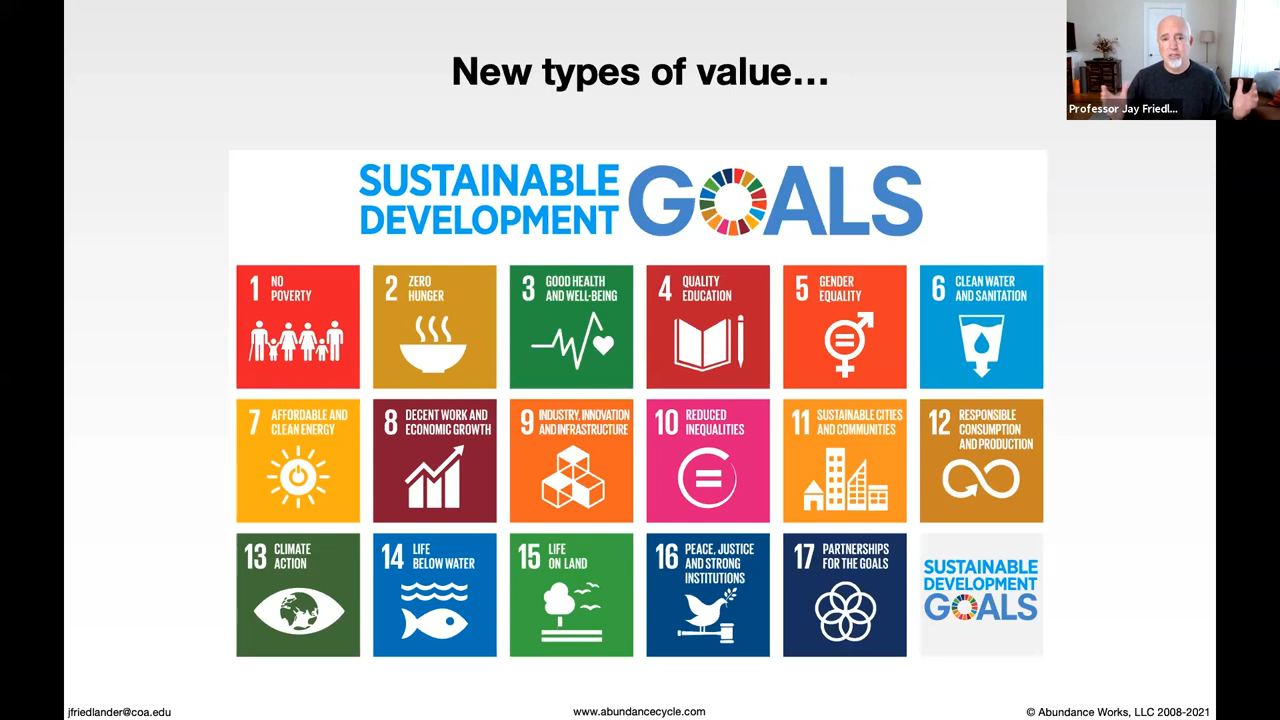 New types of value...
Professor Jay Friedl...
SUSTAINABLE
DEVELOPMENT
GOALS
1 NO
POVERTY
2 ZERO
HUNGER
3 GOOD HEALTH
AND WELL-BEING
4 QUALITY
EDUCATION
5 GENDER
EQUALITY
6 CLEAN WATER
AND SANITATION
7 AFFORDABLE AND
CLEAN ENERGY
8 DECENT WORK AND
ECONOMIC GROWTH
9 INDUSTRY, INNOVATION
AND INFRASTRUCTURE
10 REDUCED
INEQUALITIES
11 SUSTAINABLE CITIES
AND COMMUNITIES
12 RESPONSIBLE
CONSUMPTION
AND PRODUCTION
13 CLIMATE
ACTION
14 LIFE
BELOW WATER
15 LIFE
ON LAND
16 PEACE, JUSTICE
AND STRONG
INSTITUTIONS
17 PARTNERSHIPS
FOR THE GOALS
SUSTAINABLE
DEVELOPMENT
GOALS
jfriedlander@coa.edu
www.abundancecycle.com
© Abundance Works, LLC 2008-2021